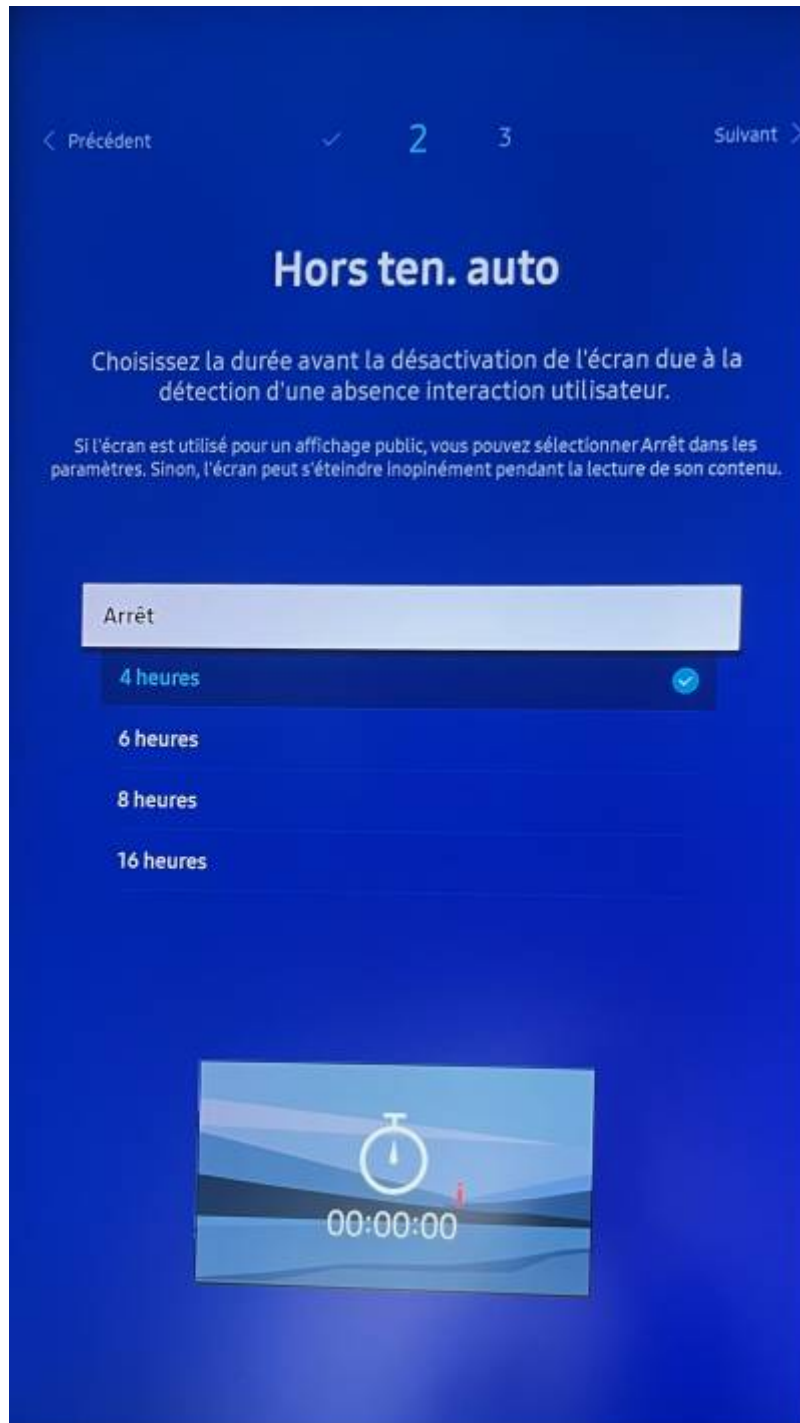 Précédent
2
3
Suivant
Hors ten. auto
Choisissez la durée avant la désactivation de l'écran due à la
détection d'une absence interaction utilisateur.
Si l'écran est utilisé pour un affichage public, vous pouvez sélectionner Arrêt dans les
paramètres. Sinon, l'écran peut s'éteindre inopinément pendant la lecture de son contenu.
Arrêt
4 heures
6 heures
8 heures
16 heures
00:00:00